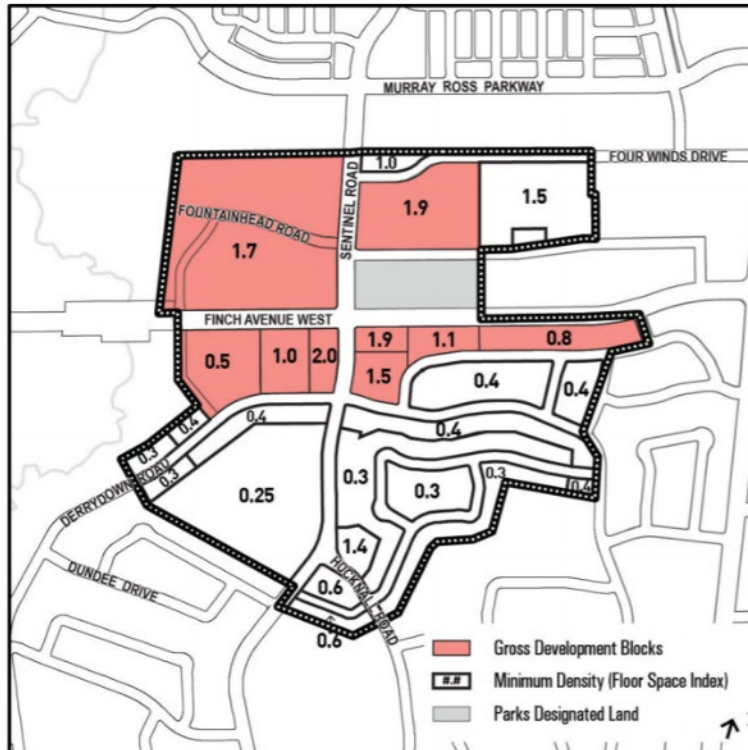 MURRAY ROSS PARKWAY
FOUR WINDS DRIVE
1.0
SENTINEL ROAD
1.9
1.5
FOUNTAINHEAD ROAD
1.7
FINCH AVENUE WEST
0.5
1.0
2.0
1.9
1.1
0.8
1.5
0.4
0.4
0.4
0.4
0.4
0.3
0.3
DERRYDOWN ROAD
0.25
0.3
0.3
0.3
0.4
1.4
HUCKNALL ROAD
0.6
DUNDEE DRIVE
0.6
Gross Development Blocks
#.# Minimum Density (Floor Space Index)
Parks Designated Land